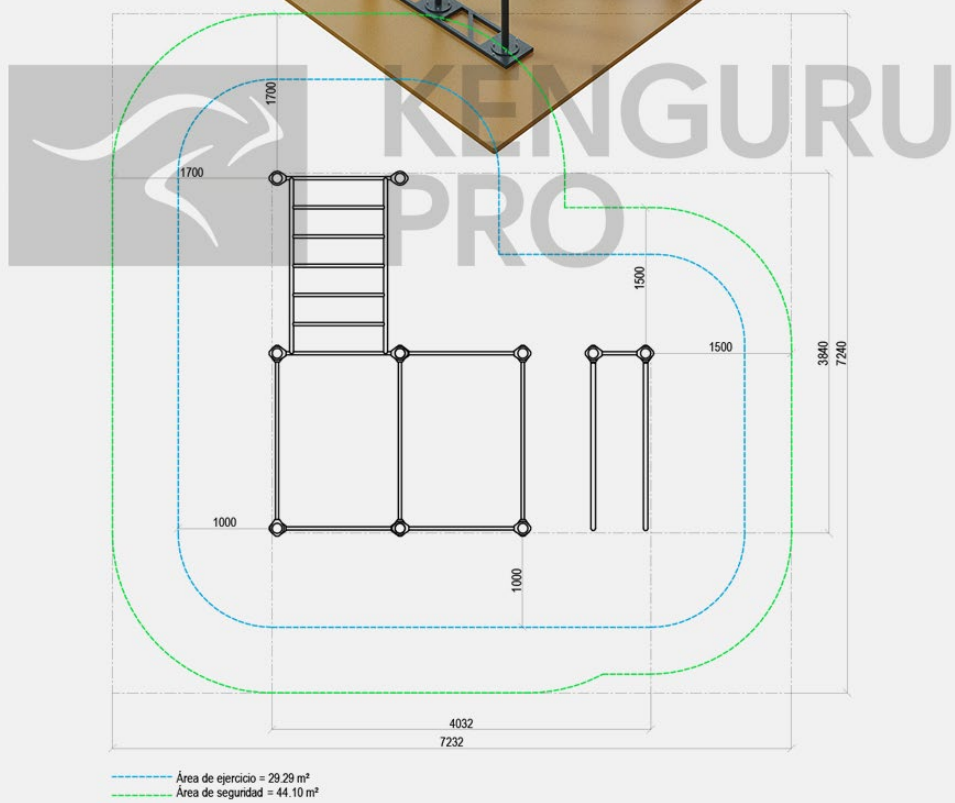 KENGURU
PRO
1700
1700
1500
1500
3840
7240
1000
1000
4032
7232
Área de ejercicio = 29.29 m²
Área de seguridad = 44.10 m²